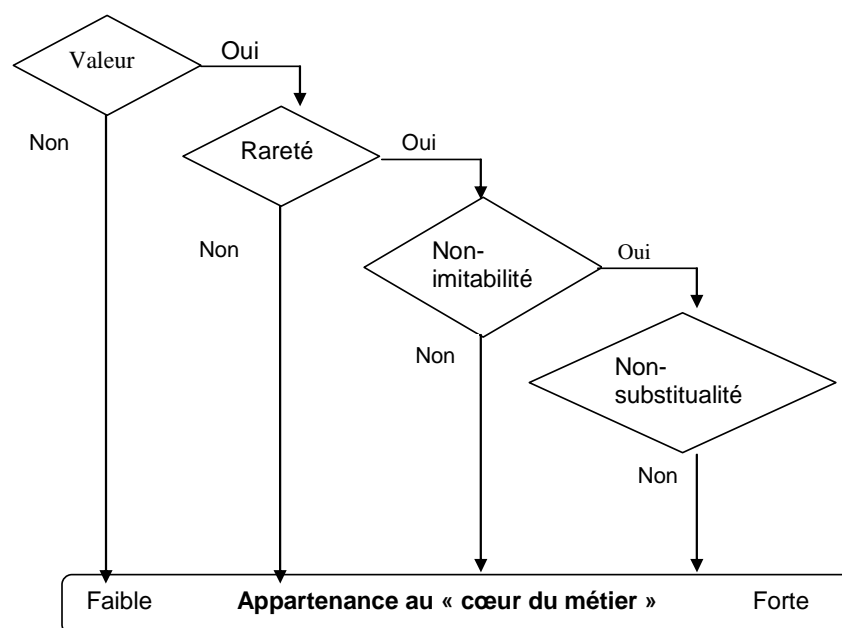 Valeur
Oui
Non
Rareté
Oui
Non
Non-
imitabilité
Oui
Non
Non-
substitualité
Non
Faible Appartenance au « cœur du métier » Forte